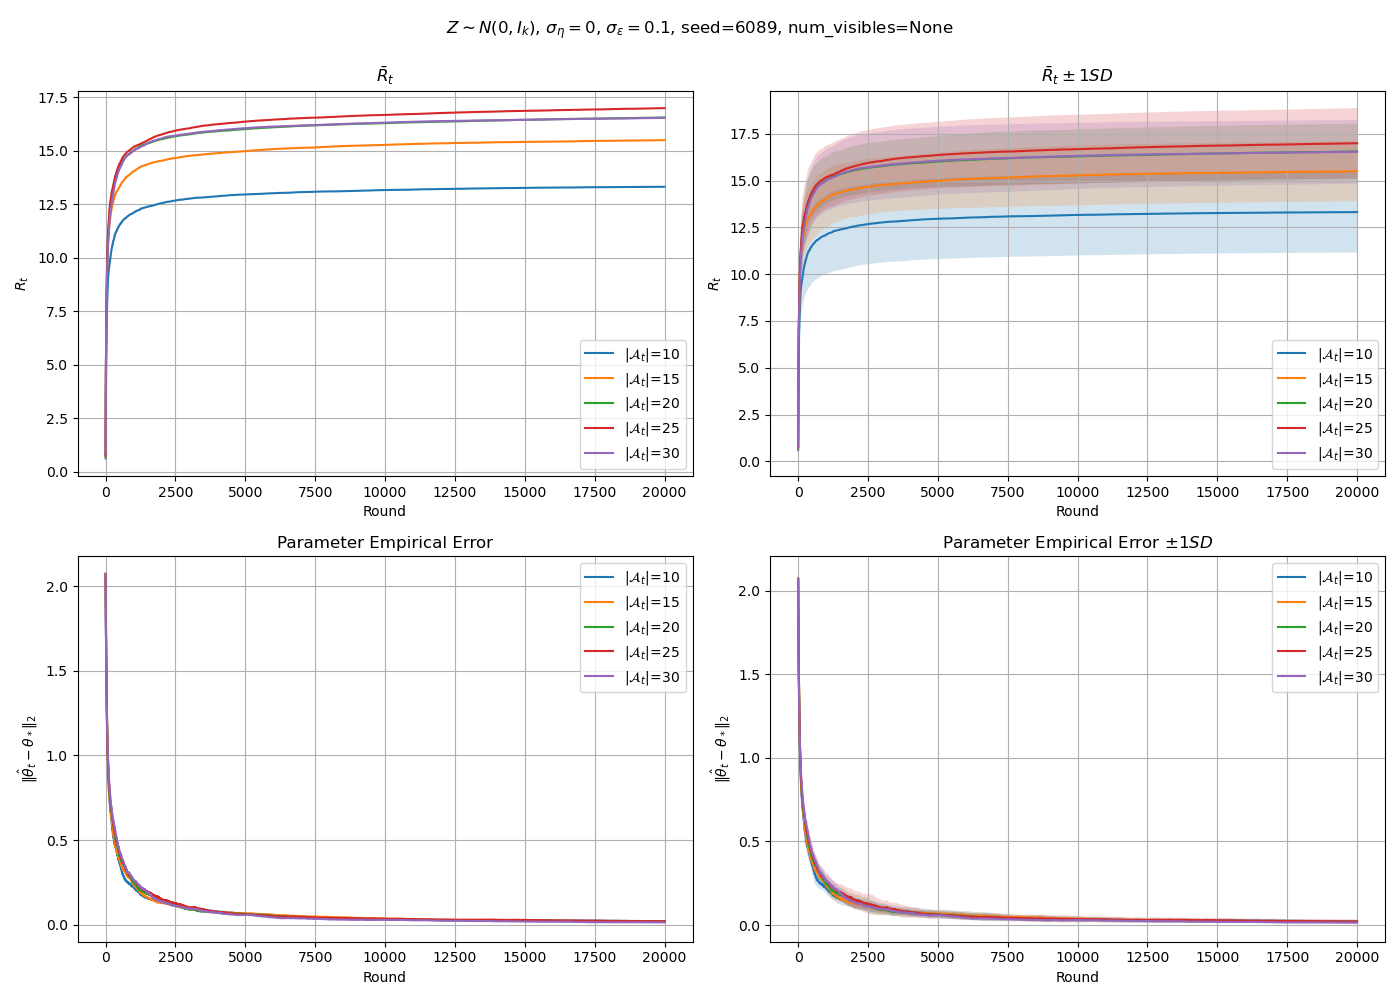 Z ∼ N(0, I_k), σ_η = 0, σ_ε = 0.1, seed=6089, num_visibles=None
R̄_t
R_t
17.5
15.0
12.5
10.0
7.5
5.0
2.5
0.0
|𝒜_t|=10
|𝒜_t|=15
|𝒜_t|=20
|𝒜_t|=25
|𝒜_t|=30
0 2500 5000 7500 10000 12500 15000 17500 20000
Round
R̄_t ± 1SD
R_t
17.5
15.0
12.5
10.0
7.5
5.0
2.5
0.0
|𝒜_t|=10
|𝒜_t|=15
|𝒜_t|=20
|𝒜_t|=25
|𝒜_t|=30
0 2500 5000 7500 10000 12500 15000 17500 20000
Round
Parameter Empirical Error
‖θ̂_t − θ_*‖_2
2.0
1.5
1.0
0.5
0.0
|𝒜_t|=10
|𝒜_t|=15
|𝒜_t|=20
|𝒜_t|=25
|𝒜_t|=30
0 2500 5000 7500 10000 12500 15000 17500 20000
Round
Parameter Empirical Error ±1SD
‖θ̂_t − θ_*‖_2
2.0
1.5
1.0
0.5
0.0
|𝒜_t|=10
|𝒜_t|=15
|𝒜_t|=20
|𝒜_t|=25
|𝒜_t|=30
0 2500 5000 7500 10000 12500 15000 17500 20000
Round